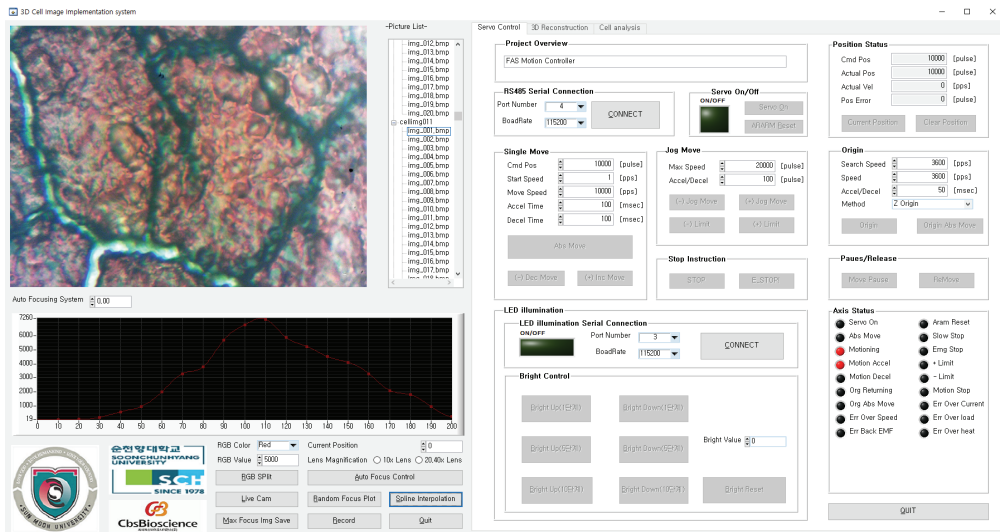 3D Cell Image Implementation system
-Picture List-
img_012.bmp
img_013.bmp
img_014.bmp
img_015.bmp
img_016.bmp
img_017.bmp
img_018.bmp
img_019.bmp
img_020.bmp
cellimg011
img_001.bmp
img_002.bmp
img_003.bmp
img_004.bmp
img_005.bmp
img_006.bmp
img_007.bmp
img_008.bmp
img_009.bmp
img_010.bmp
img_011.bmp
img_012.bmp
img_013.bmp
img_014.bmp
img_015.bmp
img_016.bmp
img_017.bmp
Auto Focusing System 0.00
7260
6000
5000
4000
3000
2000
1000
19
0 10 20 30 40 50 60 70 80 90 100 110 120 130 140 150 160 170 180 190 200
SUN MOON UNIVERSITY
순천향대학교
SOONCHUNHYANG
UNIVERSITY
SCH
SINCE 1978
CbsBioscience
RGB Color Red Current Position 0
RGB Value 5000 Lens Magnification 10x Lens 20,40x Lens
RGB SPlit Auto Focus Control
Live Cam Random Focus Plot Spline Interpolation
Max Focus Img Save Record Quit
Servo Control 3D Reconstruction Cell analysis
Project Overview
FAS Motion Controller
RS485 Serial Connection
Port Number 4
BoadRate 115200
CONNECT
Servo On/Off
ON/OFF
Servo On
ARARM Reset
Single Move
Cmd Pos 10000 [pulse]
Start Speed 1 [pps]
Move Speed 10000 [pps]
Accel Time 100 [msec]
Decel Time 100 [msec]
Abs Move
(-) Dec Move (+) Inc Move
Jog Move
Max Speed 20000 [pulse]
Accel/Decel 100 [pulse]
(-) Jog Move (+) Jog Move
(-) Limit (+) Limit
Stop Instruction
STOP E_STOP!
LED illumination
LED illumination Serial Connection
ON/OFF
Port Number 3
BoadRate 115200
CONNECT
Bright Control
Bright Up(1단계) Bright Down(1단계)
Bright Up(5단계) Bright Down(5단계) Bright Value 0
Bright Up(10단계) Bright Down(10단계) Bright Reset
Position Status
Cmd Pos 10000 [pulse]
Actual Pos 10000 [pulse]
Actual Vel 0 [pps]
Pos Error 0 [pulse]
Current Position Clear Position
Origin
Search Speed 3600 [pps]
Speed 3600 [pps]
Accel/Decel 50 [msec]
Method Z Origin
Origin Origin Abs Move
Paues/Release
Move Pause ReMove
Axis Status
Servo On Aram Reset
Abs Move Slow Stop
Motioning Emg Stop
Motion Accel + Limit
Motion Decel - Limit
Org Returning Motion Stop
Org Abs Move Err Over Current
Err Over Speed Err Over load
Err Back EMF Err Over heat
QUIT